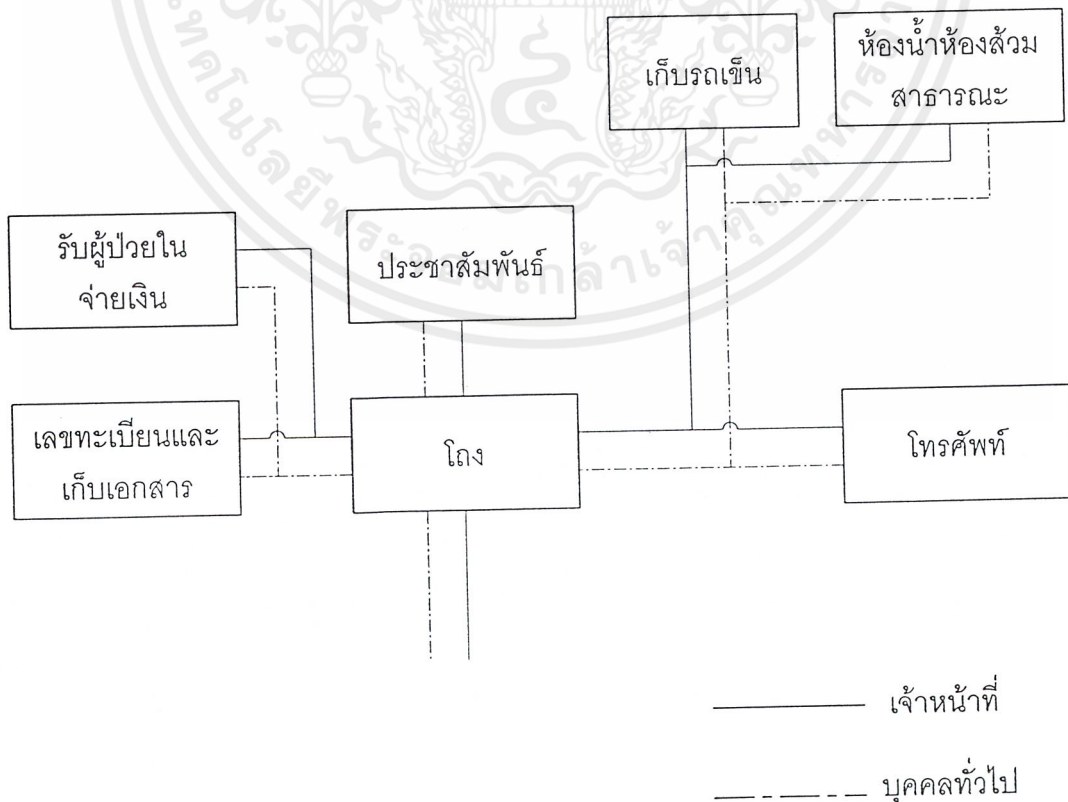 เก็บรถเข็น
ห้องน้ำห้องส้วม
สาธารณะ
รับผู้ป่วยใน
จ่ายเงิน
ประชาสัมพันธ์
เลขทะเบียนและ
เก็บเอกสาร
โถง
โทรศัพท์
เจ้าหน้าที่
บุคคลทั่วไป